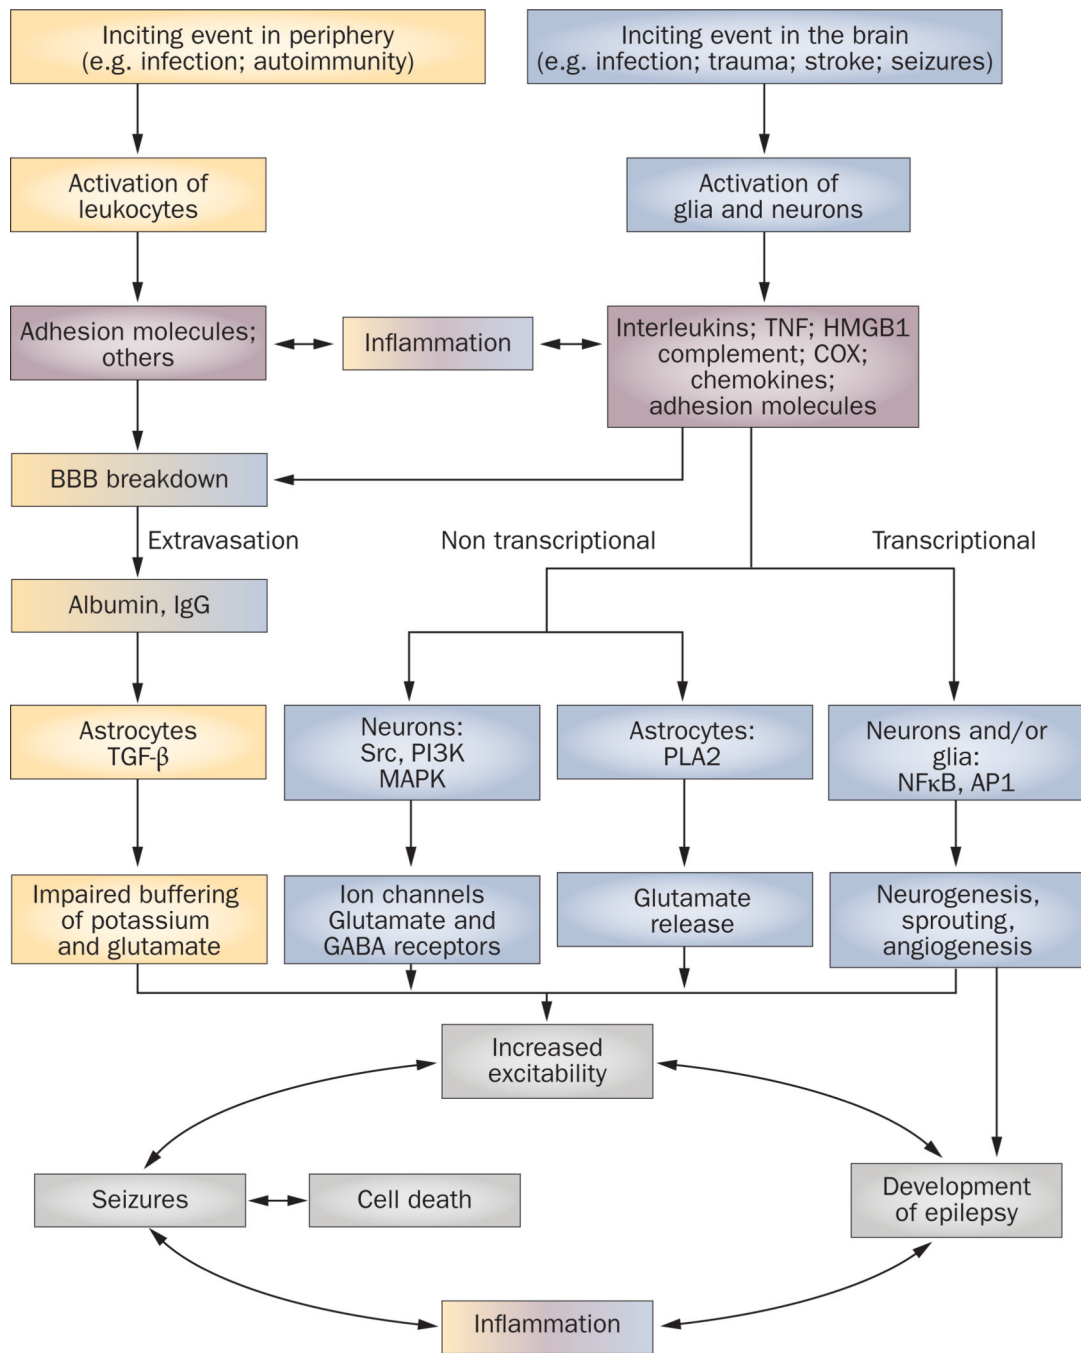 Inciting event in periphery
(e.g. infection; autoimmunity)
Inciting event in the brain
(e.g. infection; trauma; stroke; seizures)
Activation of
leukocytes
Activation of
glia and neurons
Adhesion molecules;
others
Inflammation
Interleukins; TNF; HMGB1
complement; COX;
chemokines;
adhesion molecules
BBB breakdown
Extravasation
Non transcriptional
Transcriptional
Albumin, IgG
Astrocytes
TGF-β
Neurons:
Src, PI3K
MAPK
Astrocytes:
PLA2
Neurons and/or
glia:
NFκB, AP1
Impaired buffering
of potassium
and glutamate
Ion channels
Glutamate and
GABA receptors
Glutamate
release
Neurogenesis,
sprouting,
angiogenesis
Increased
excitability
Seizures
Cell death
Development
of epilepsy
Inflammation